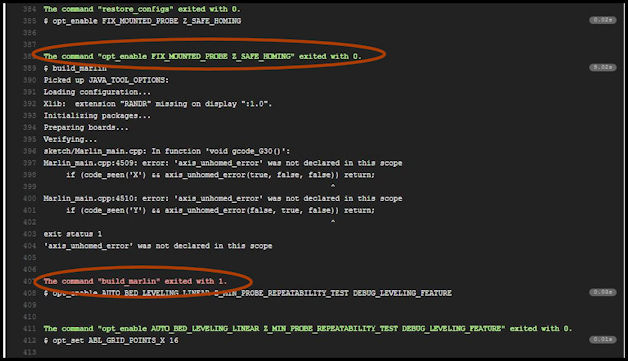 384 The command "restore_configs" exited with 0.
385 $ opt_enable FIX_MOUNTED_PROBE Z_SAFE_HOMING 0.02s
386
387
388 The command "opt_enable FIX_MOUNTED_PROBE Z_SAFE_HOMING" exited with 0.
389 $ build_marlin 5.02s
390 Picked up JAVA_TOOL_OPTIONS:
391 Loading configuration...
392 Xlib: extension "RANDR" missing on display ":1.0".
393 Initializing packages...
394 Preparing boards...
395 Verifying...
396 sketch/Marlin_main.cpp: In function 'void gcode_G30()':
397 Marlin_main.cpp:4509: error: 'axis_unhomed_error' was not declared in this scope
398 if (code_seen('X') && axis_unhomed_error(true, false, false)) return;
399 ^
400 Marlin_main.cpp:4510: error: 'axis_unhomed_error' was not declared in this scope
401 if (code_seen('Y') && axis_unhomed_error(false, true, false)) return;
402 ^
403 exit status 1
404 'axis_unhomed_error' was not declared in this scope
405
406
407 The command "build_marlin" exited with 1.
408 $ opt_enable AUTO_BED_LEVELING_LINEAR Z_MIN_PROBE_REPEATABILITY_TEST DEBUG_LEVELING_FEATURE 0.02s
409
410
411 The command "opt_enable AUTO_BED_LEVELING_LINEAR Z_MIN_PROBE_REPEATABILITY_TEST DEBUG_LEVELING_FEATURE" exited with 0.
412 $ opt_set ABL_GRID_POINTS_X 16 0.01s
413